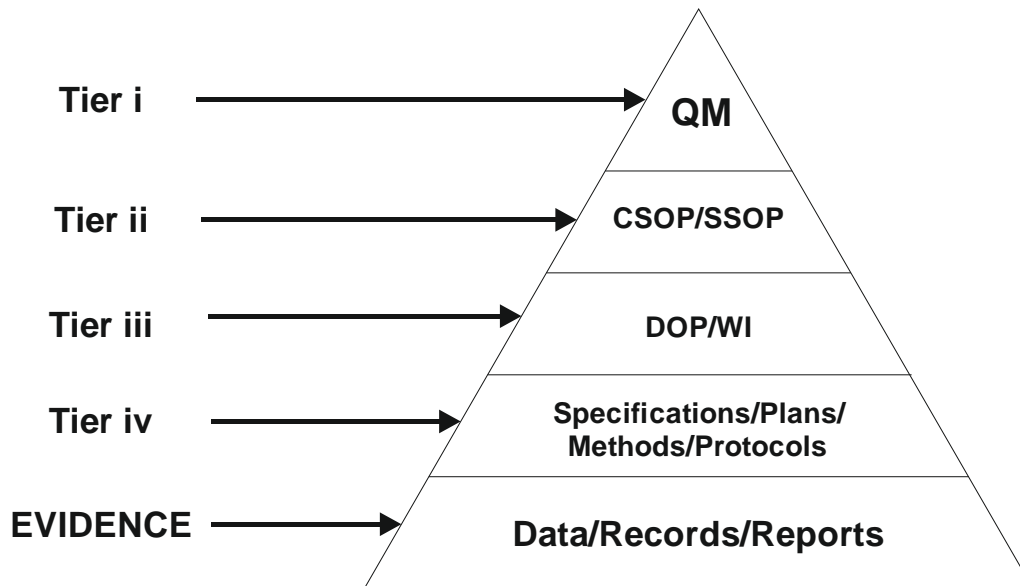 Tier i
QM
Tier ii
CSOP/SSOP
Tier iii
DOP/WI
Tier iv
Specifications/Plans/
Methods/Protocols
EVIDENCE
Data/Records/Reports